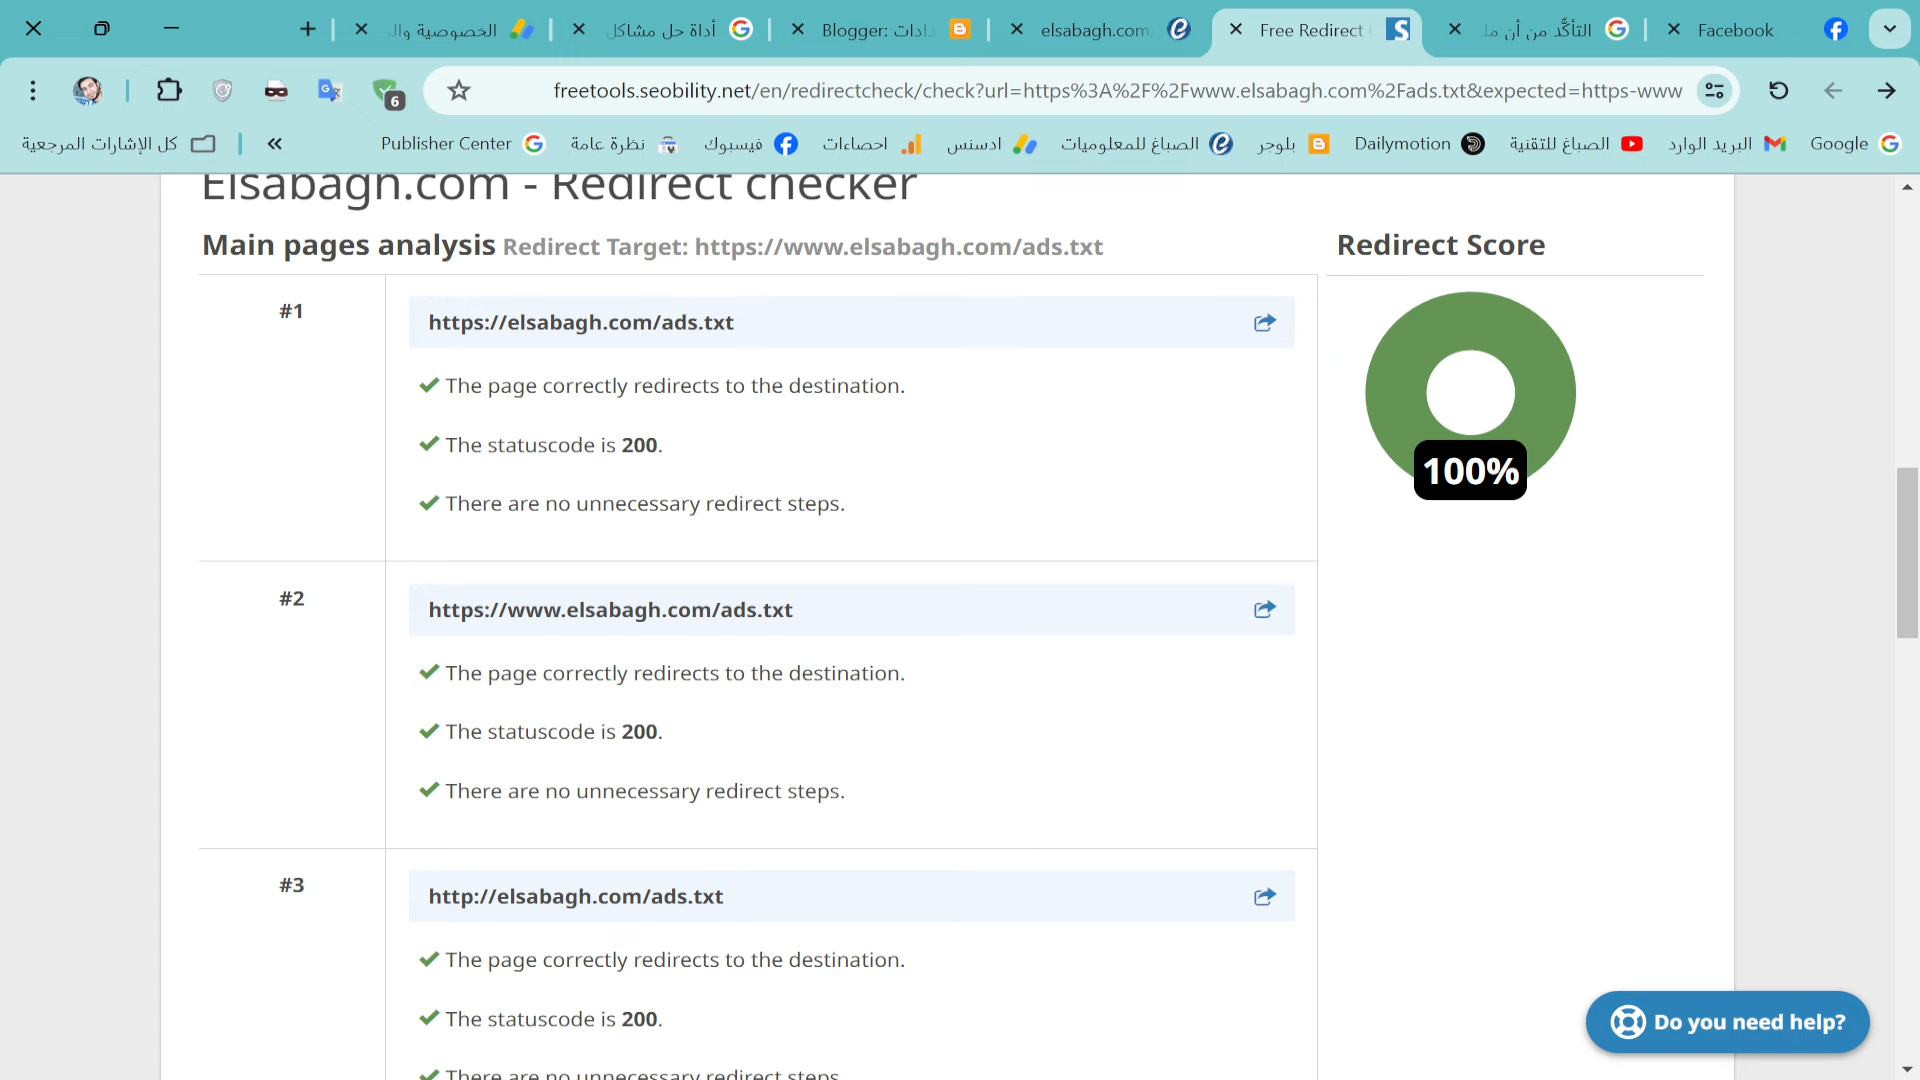 Facebook
التأكُّد من أن مل
Free Redirect
elsabagh.com/
Blogger: دادات
أداة حل مشاكل
الخصوصية وال
freetools.seobility.net/en/redirectcheck/check?url=https%3A%2F%2Fwww.elsabagh.com%2Fads.txt&expected=https-www
6
Google
البريد الوارد
الصباغ للتقنية
Dailymotion
بلوجر
الصباغ للمعلوميات
ادسنس
احصاءات
فيسبوك
نظرة عامة
Publisher Center
«
كل الإشارات المرجعية
Elsabagh.com - Redirect checker
Main pages analysis Redirect Target: https://www.elsabagh.com/ads.txt
Redirect Score
100%
#1
https://elsabagh.com/ads.txt
The page correctly redirects to the destination.
The statuscode is 200.
There are no unnecessary redirect steps.
#2
https://www.elsabagh.com/ads.txt
The page correctly redirects to the destination.
The statuscode is 200.
There are no unnecessary redirect steps.
#3
http://elsabagh.com/ads.txt
The page correctly redirects to the destination.
The statuscode is 200.
There are no unnecessary redirect steps.
Do you need help?